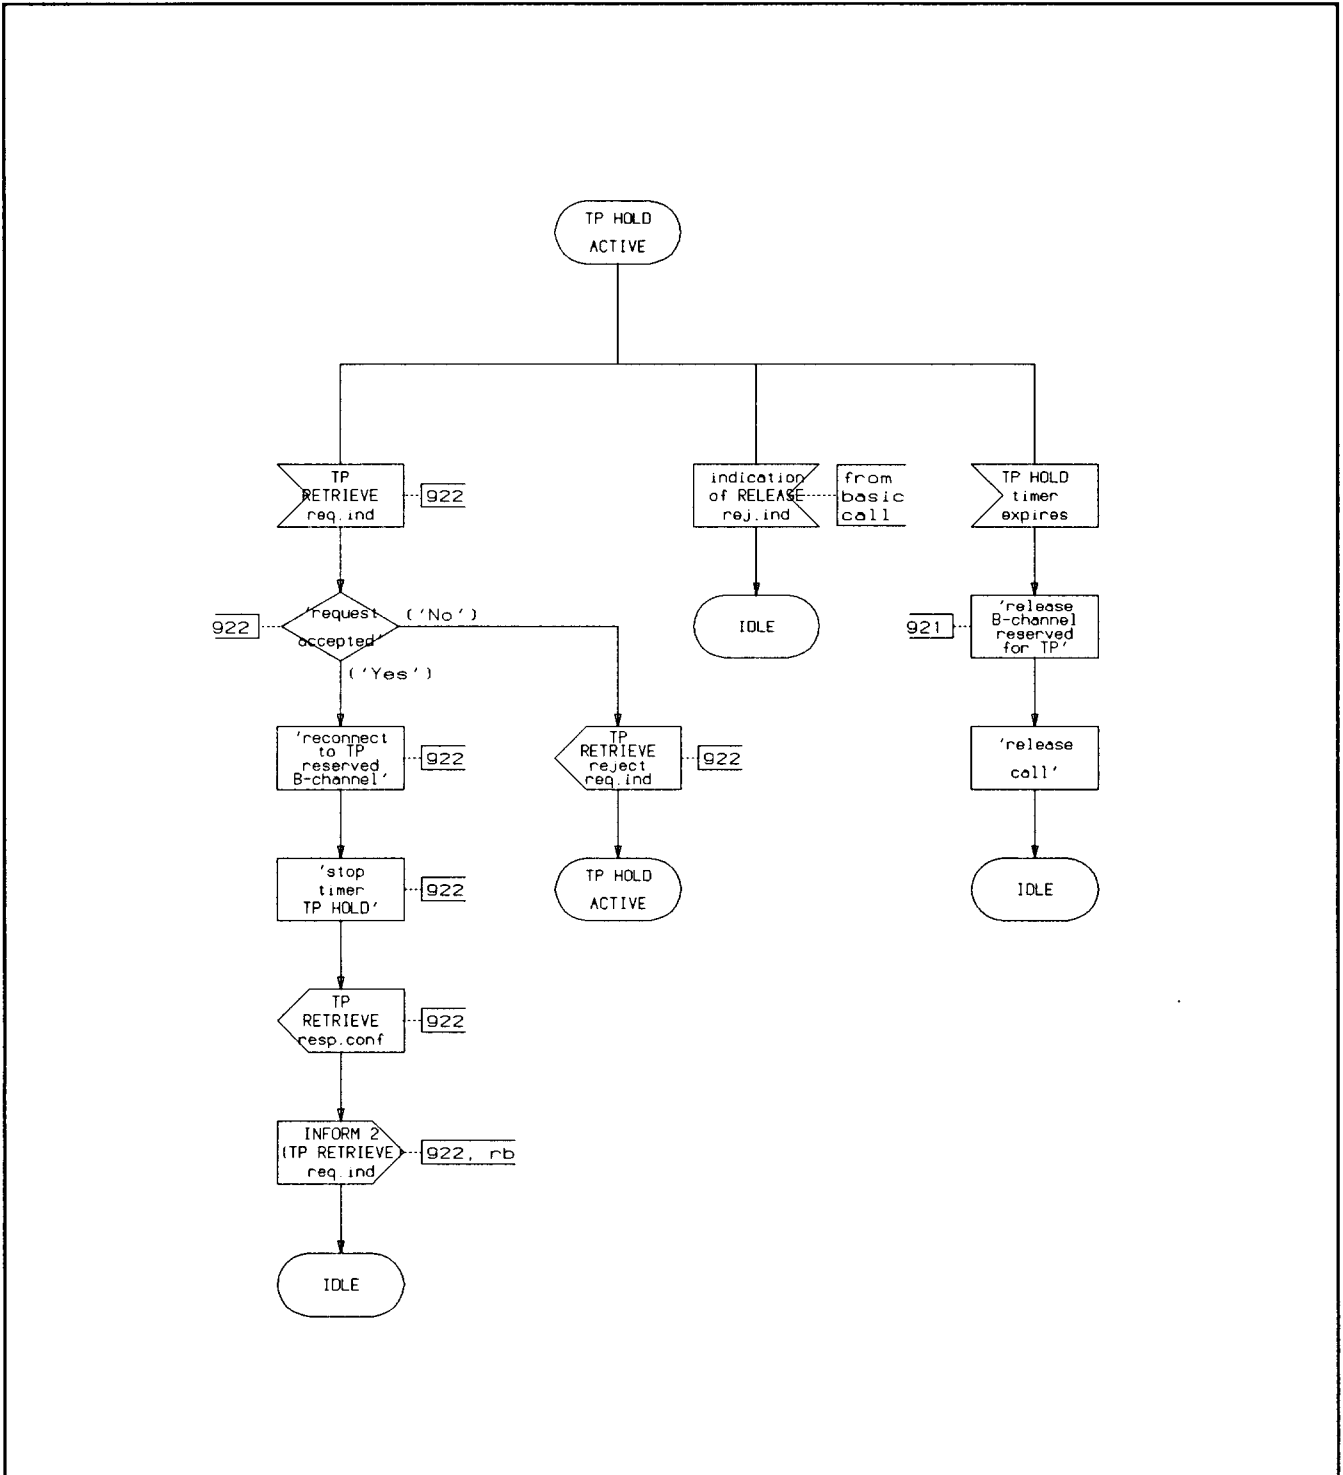 TP HOLD
ACTIVE
TP
RETRIEVE
req.ind
922
indication
of RELEASE
rej.ind
from
basic
call
TP HOLD
timer
expires
922
'request
accepted'
('No')
('Yes')
IDLE
921
'release
B-channel
reserved
for TP'
'reconnect
to TP
reserved
B-channel'
922
TP
RETRIEVE
reject
req.ind
922
'release
call'
'stop
timer
TP HOLD'
922
TP HOLD
ACTIVE
IDLE
TP
RETRIEVE
resp.conf
922
INFORM 2
(TP RETRIEVE)
req.ind
922, rb
IDLE